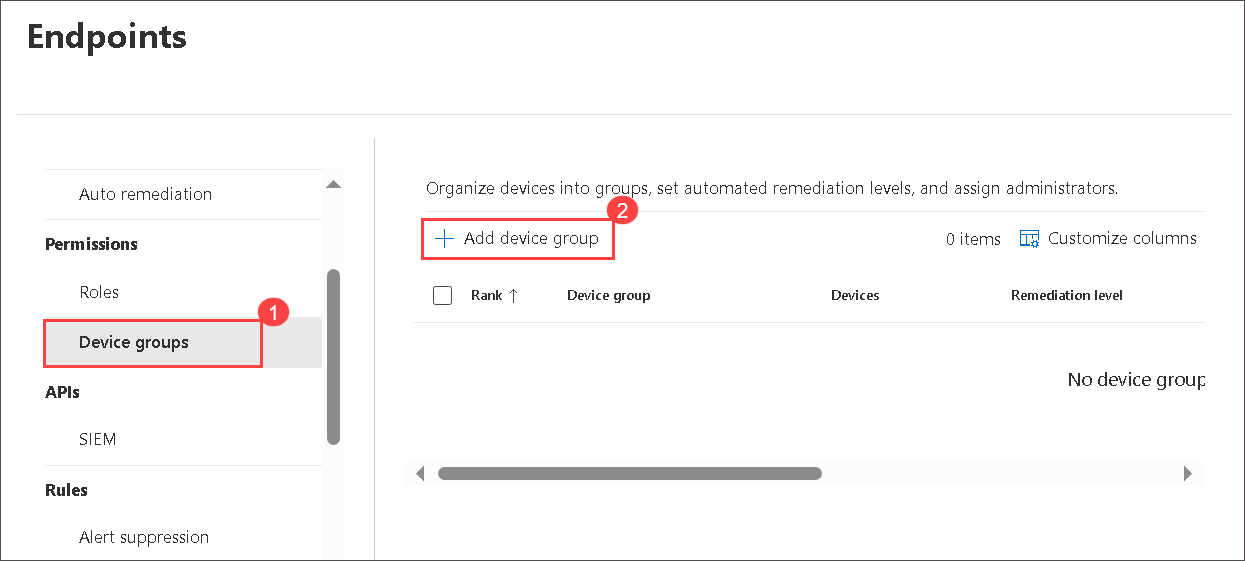 Endpoints
Auto remediation
Permissions
Roles
Device groups
1
APIs
SIEM
Rules
Alert suppression
Organize devices into groups, set automated remediation levels, and assign administrators.
2
Add device group
0 items
Customize columns
Rank ↑
Device group
Devices
Remediation level
No device group